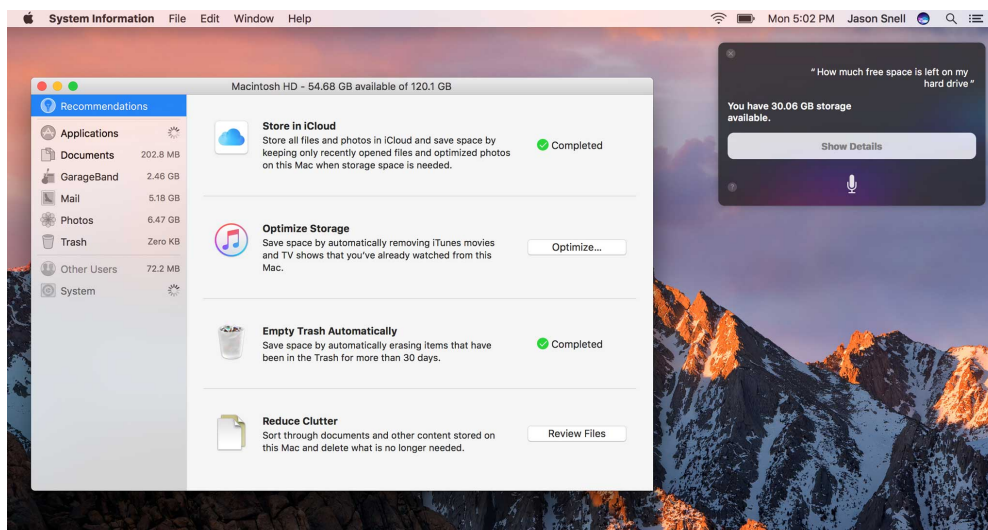 System Information File Edit Window Help
Mon 5:02 PM Jason Snell
Macintosh HD - 54.68 GB available of 120.1 GB
Recommendations
Applications
Documents 202.8 MB
GarageBand 2.46 GB
Mail 5.18 GB
Photos 6.47 GB
Trash Zero KB
Other Users 72.2 MB
System
Store in iCloud
Store all files and photos in iCloud and save space by
keeping only recently opened files and optimized photos
on this Mac when storage space is needed.
Completed
Optimize Storage
Save space by automatically removing iTunes movies
and TV shows that you've already watched from this
Mac.
Optimize...
Empty Trash Automatically
Save space by automatically erasing items that have
been in the Trash for more than 30 days.
Completed
Reduce Clutter
Sort through documents and other content stored on
this Mac and delete what is no longer needed.
Review Files
“How much free space is left on my
hard drive”
You have 30.06 GB storage
available.
Show Details
?